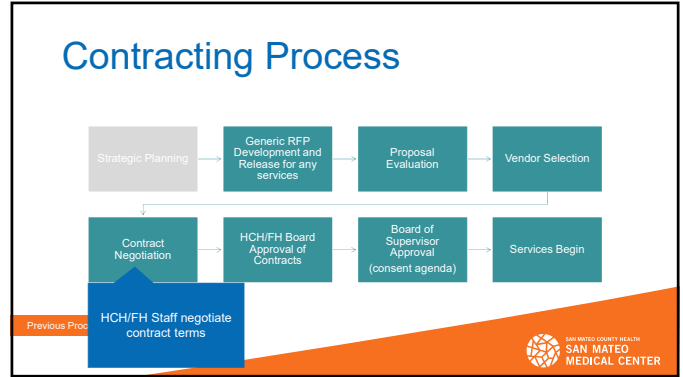 Contracting Process
Strategic Planning
Generic RFP
Development and
Release for any
services
Proposal
Evaluation
Vendor Selection
Contract
Negotiation
HCH/FH Board
Approval of
Contracts
Board of
Supervisor
Approval
(consent agenda)
Services Begin
HCH/FH Staff negotiate
contract terms
Previous Proc
SAN MATEO COUNTY HEALTH
SAN MATEO
MEDICAL CENTER